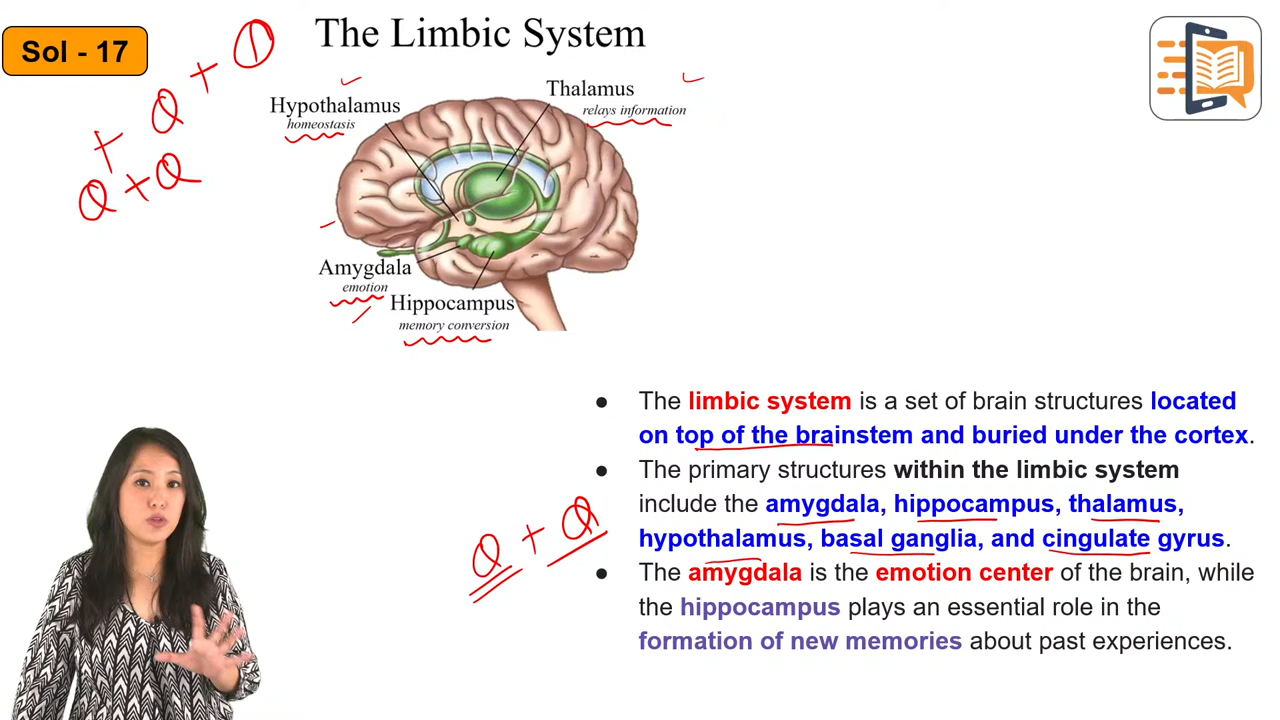 Sol - 17
The Limbic System
+ Q + Q
Q + Q
Hypothalamus
homeostasis
Thalamus
relays information
Amygdala
emotion
Hippocampus
memory conversion
● The limbic system is a set of brain structures located
on top of the brainstem and buried under the cortex.
● The primary structures within the limbic system
include the amygdala, hippocampus, thalamus,
hypothalamus, basal ganglia, and cingulate gyrus.
● The amygdala is the emotion center of the brain, while
the hippocampus plays an essential role in the
formation of new memories about past experiences.
Q + Q